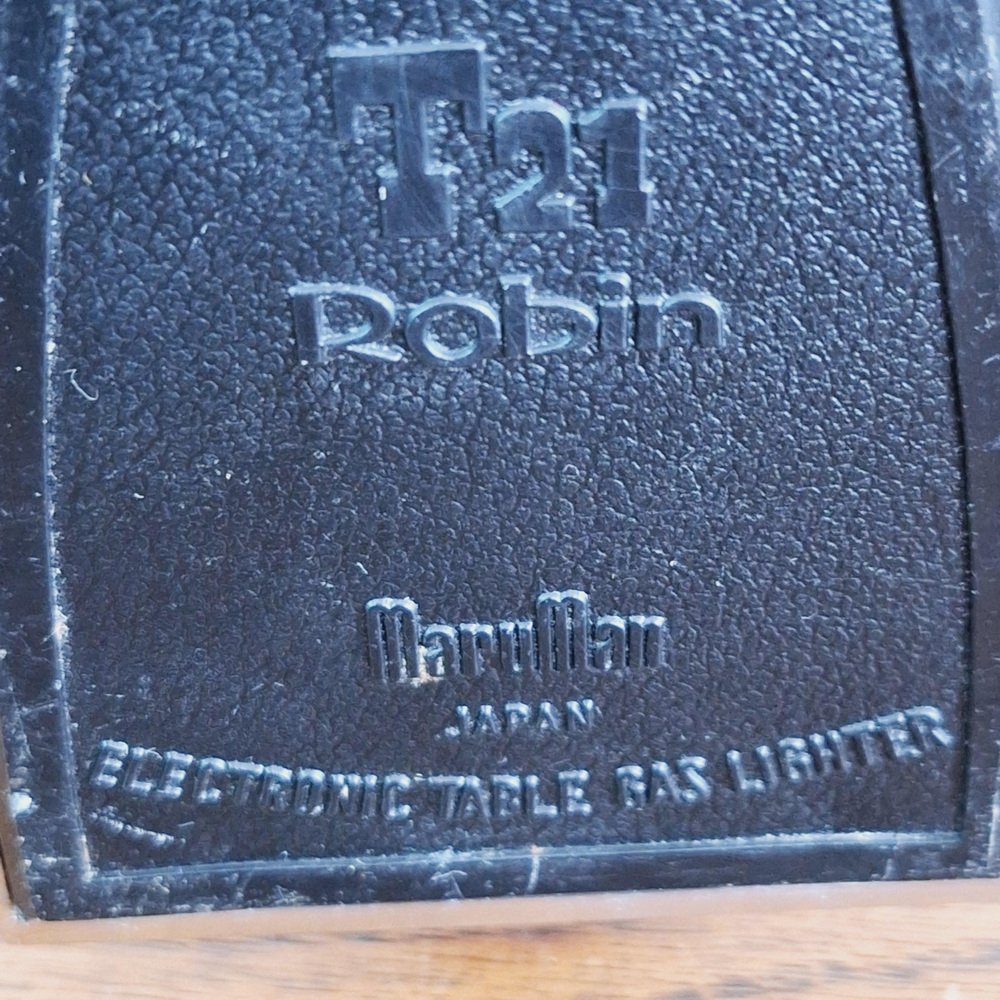 T21
Robin
MaruMan
JAPAN
ELECTRONIC TABLE GAS LIGHTER